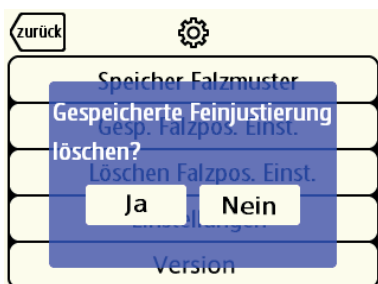 zurück
Speicher Falzmuster
Gespeicherte Feinjustierung
Gesp. Falzpos. Einst.
löschen?
Löschen Falzpos. Einst.
Ja
Nein
Einstellungen
Version